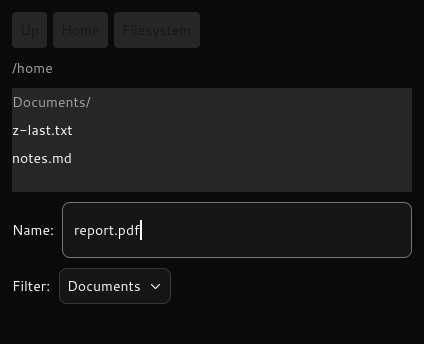 Up Home Filesystem
/home
Documents/
z-last.txt
notes.md
Name: report.pdf
Filter: Documents